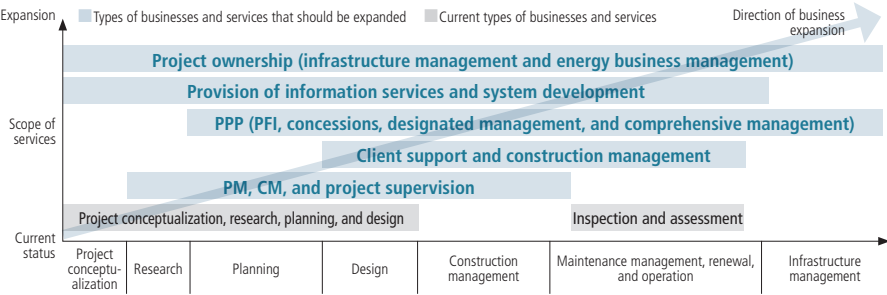 Expansion
Types of businesses and services that should be expanded
Current types of businesses and services
Direction of business
expansion
Project ownership (infrastructure management and energy business management)
Provision of information services and system development
Scope of
services
PPP (PFI, concessions, designated management, and comprehensive management)
Client support and construction management
PM, CM, and project supervision
Project conceptualization, research, planning, and design
Inspection and assessment
Current
status
Project
conceptu-
alization
Research
Planning
Design
Construction
management
Maintenance management, renewal,
and operation
Infrastructure
management